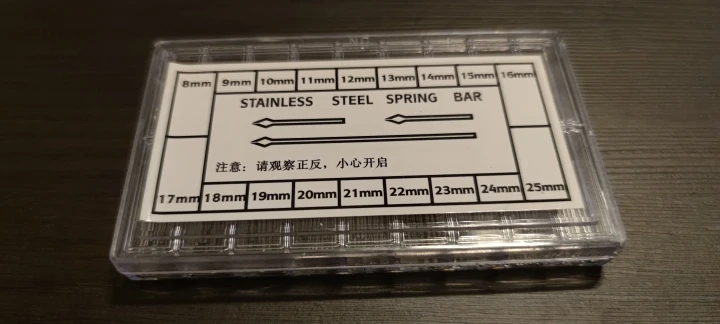 8mm 9mm 10mm 11mm 12mm 13mm 14mm 15mm 16mm
STAINLESS STEEL SPRING BAR
注意：请观察正反，小心开启
17mm 18mm 19mm 20mm 21mm 22mm 23mm 24mm 25mm